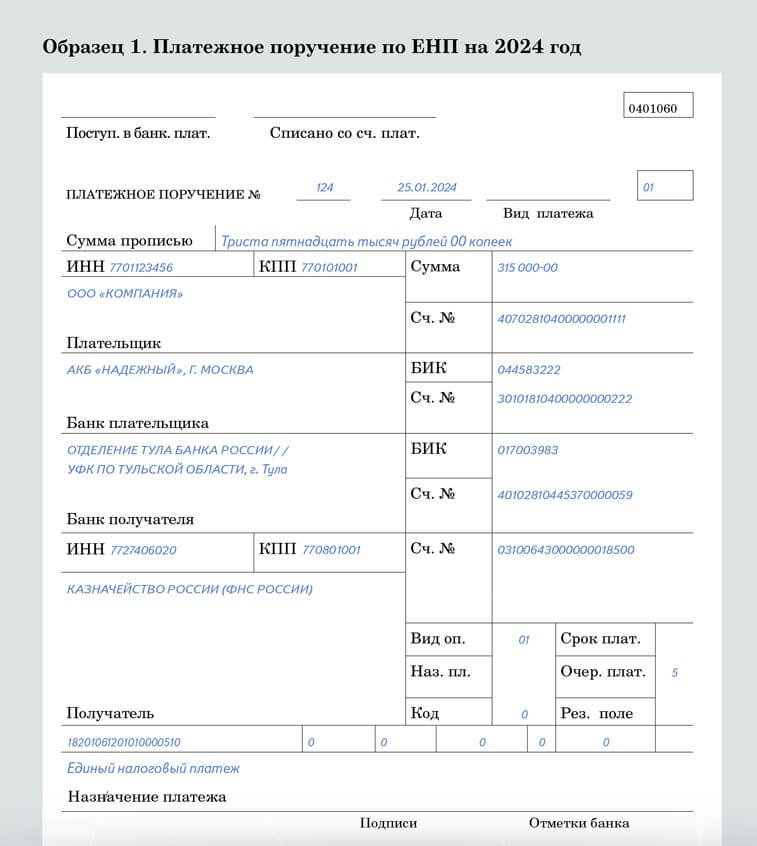 Образец 1. Платежное поручение по ЕНП на 2024 год
0401060
Поступ. в банк. плат. Списано со сч. плат.
ПЛАТЕЖНОЕ ПОРУЧЕНИЕ № 124 25.01.2024 01
Дата Вид платежа
Сумма прописью Триста пятнадцать тысяч рублей 00 копеек
ИНН 7701123456 КПП 770101001 Сумма 315 000-00
ООО «КОМПАНИЯ»
Сч. № 40702810400000001111
Плательщик
АКБ «НАДЕЖНЫЙ», Г. МОСКВА БИК 044583222
Сч. № 30101810400000000222
Банк плательщика
ОТДЕЛЕНИЕ ТУЛА БАНКА РОССИИ/ / БИК 017003983
УФК ПО ТУЛЬСКОЙ ОБЛАСТИ, г. Тула
Сч. № 40102810445370000059
Банк получателя
ИНН 7727406020 КПП 770801001 Сч. № 03100643000000018500
КАЗНАЧЕЙСТВО РОССИИ (ФНС РОССИИ)
Вид оп. 01 Срок плат.
Наз. пл. Очер. плат. 5
Получатель Код 0 Рез. поле
18201061201010000510 0 0 0 0 0
Единый налоговый платеж
Назначение платежа
Подписи Отметки банка